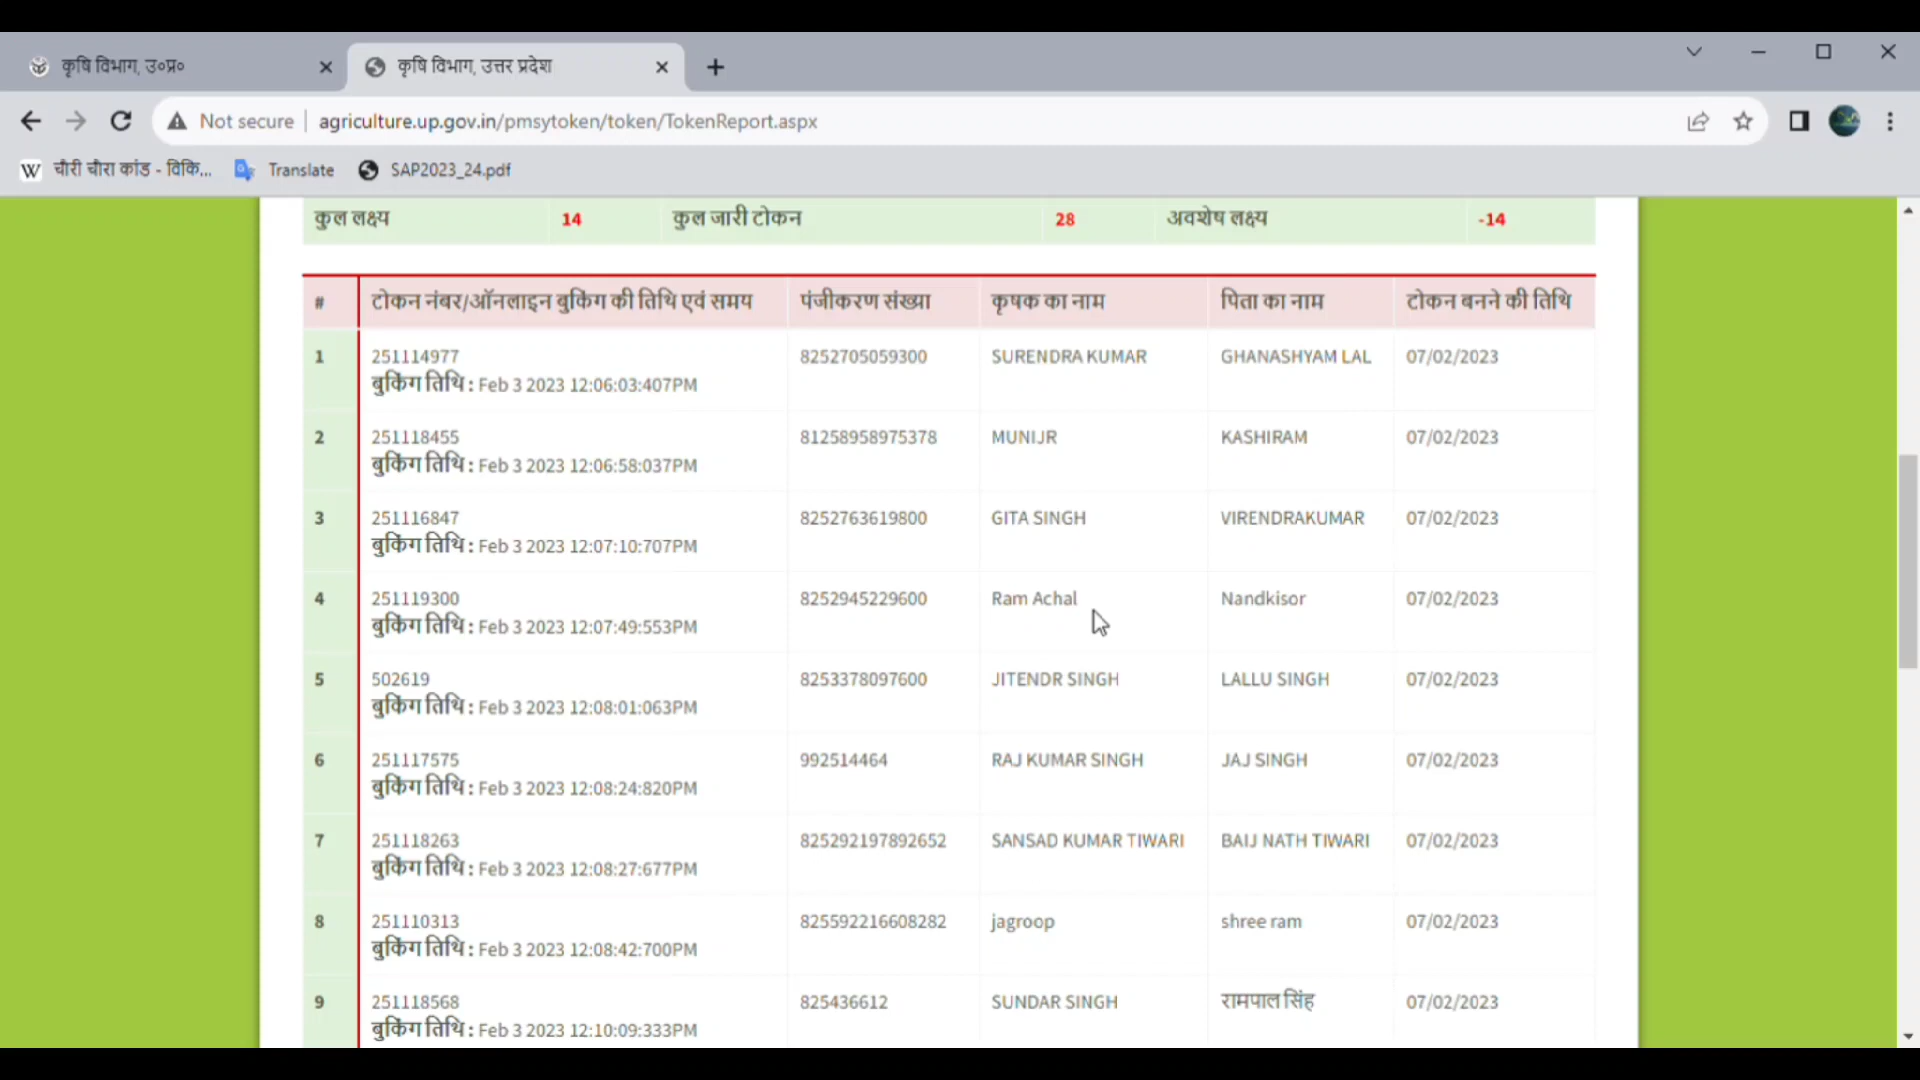 कृषि विभाग, उ०प्र०
कृषि विभाग, उत्तर प्रदेश
Not secure
agriculture.up.gov.in/pmsytoken/token/TokenReport.aspx
W चौरी चौरा कांड - विकि...
Translate
SAP2023_24.pdf
कुल लक्ष्य 14 कुल जारी टोकन 28 अवशेष लक्ष्य -14
# टोकन नंबर/ऑनलाइन बुकिंग की तिथि एवं समय पंजीकरण संख्या कृषक का नाम पिता का नाम टोकन बनने की तिथि
1 251114977 8252705059300 SURENDRA KUMAR GHANASHYAM LAL 07/02/2023
बुकिंग तिथि : Feb 3 2023 12:06:03:407PM
2 251118455 81258958975378 MUNIJR KASHIRAM 07/02/2023
बुकिंग तिथि : Feb 3 2023 12:06:58:037PM
3 251116847 8252763619800 GITA SINGH VIRENDRAKUMAR 07/02/2023
बुकिंग तिथि : Feb 3 2023 12:07:10:707PM
4 251119300 8252945229600 Ram Achal Nandkisor 07/02/2023
बुकिंग तिथि : Feb 3 2023 12:07:49:553PM
5 502619 8253378097600 JITENDR SINGH LALLU SINGH 07/02/2023
बुकिंग तिथि : Feb 3 2023 12:08:01:063PM
6 251117575 992514464 RAJ KUMAR SINGH JAJ SINGH 07/02/2023
बुकिंग तिथि : Feb 3 2023 12:08:24:820PM
7 251118263 825292197892652 SANSAD KUMAR TIWARI BAIJ NATH TIWARI 07/02/2023
बुकिंग तिथि : Feb 3 2023 12:08:27:677PM
8 251110313 825592216608282 jagroop shree ram 07/02/2023
बुकिंग तिथि : Feb 3 2023 12:08:42:700PM
9 251118568 825436612 SUNDAR SINGH रामपाल सिंह 07/02/2023
बुकिंग तिथि : Feb 3 2023 12:10:09:333PM